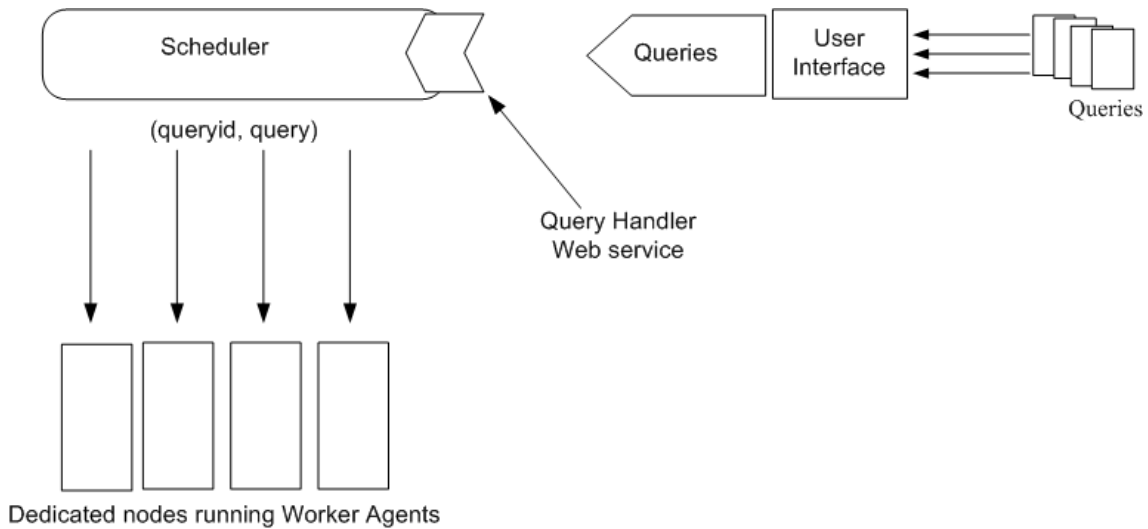 Scheduler
Queries
User
Interface
Queries
(queryid, query)
Query Handler
Web service
Dedicated nodes running Worker Agents